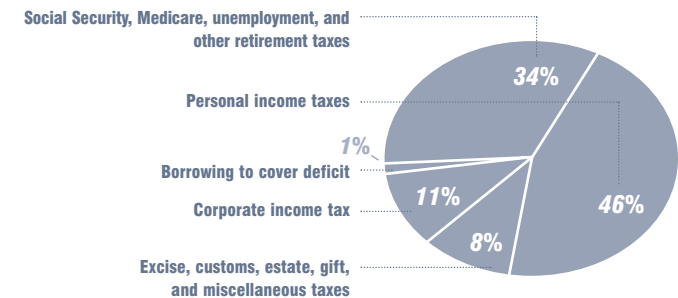 Social Security, Medicare, unemployment, and
other retirement taxes
34%
Personal income taxes
1%
Borrowing to cover deficit
11%
Corporate income tax
46%
8%
Excise, customs, estate, gift,
and miscellaneous taxes